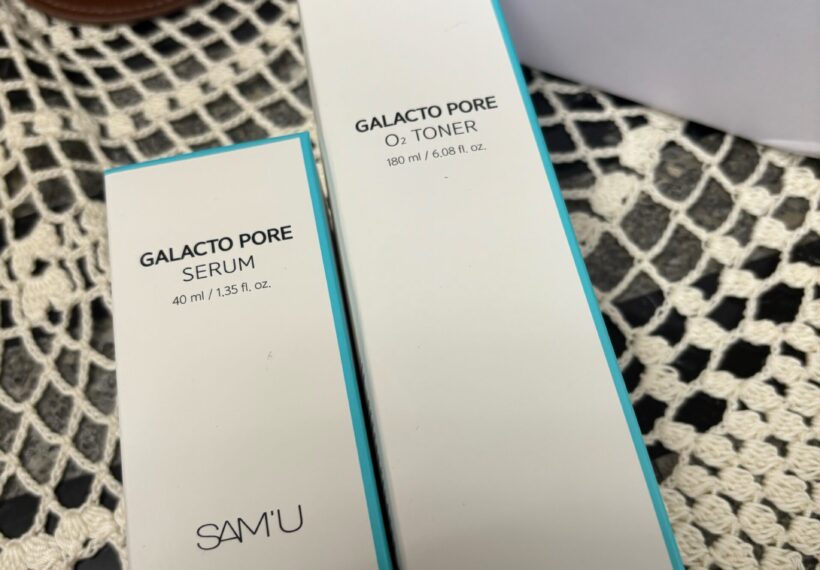 GALACTO PORE
SERUM
40 ml / 1.35 fl. oz.
SAM'U
GALACTO PORE
O₂ TONER
180 ml / 6.08 fl. oz.